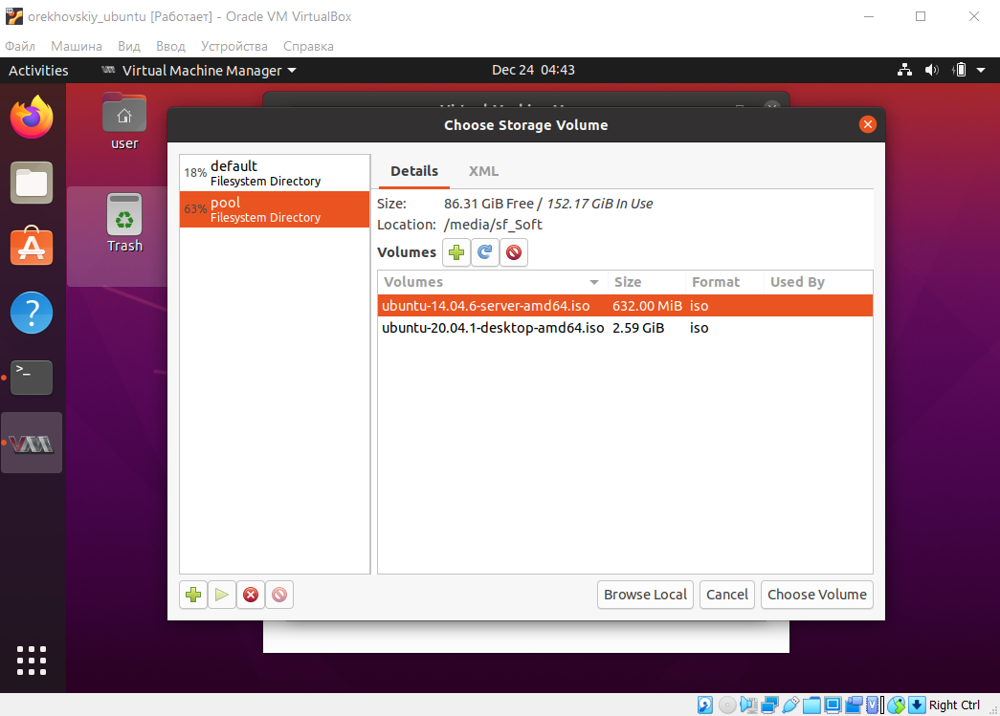 orekhovskiy_ubuntu [Работает] - Oracle VM VirtualBox
Файл Машина Вид Ввод Устройства Справка
Activities Virtual Machine Manager Dec 24 04:43
user
Trash
Choose Storage Volume
18% default
Filesystem Directory
63% pool
Filesystem Directory
Details XML
Size: 86.31 GiB Free / 152.17 GiB In Use
Location: /media/sf_Soft
Volumes
Volumes Size Format Used By
ubuntu-14.04.6-server-amd64.iso 632.00 MiB iso
ubuntu-20.04.1-desktop-amd64.iso 2.59 GiB iso
Browse Local Cancel Choose Volume
Right Ctrl